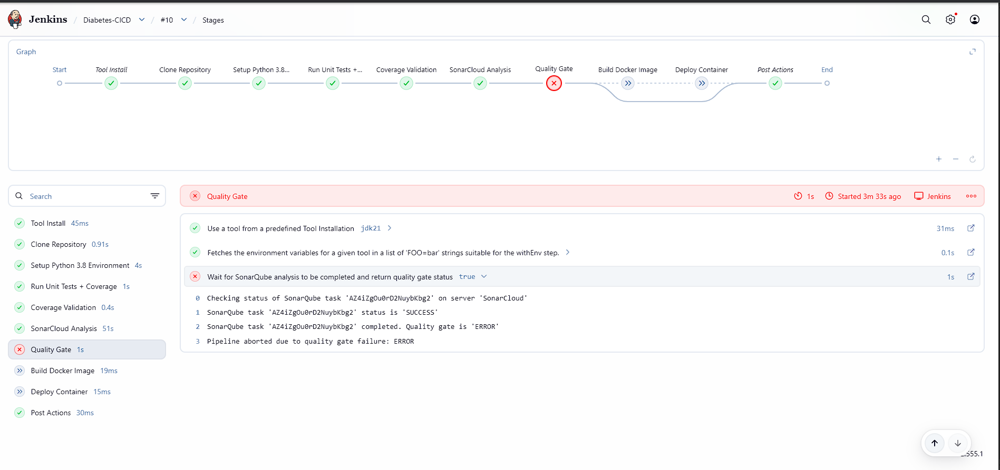 Jenkins / Diabetes-CICD / #10 / Stages
Graph
Start
Tool Install
Clone Repository
Setup Python 3.8...
Run Unit Tests +...
Coverage Validation
SonarCloud Analysis
Quality Gate
Build Docker Image
Deploy Container
Post Actions
End
Search
Tool Install 45ms
Clone Repository 0.91s
Setup Python 3.8 Environment 4s
Run Unit Tests + Coverage 1s
Coverage Validation 0.4s
SonarCloud Analysis 51s
Quality Gate 1s
Build Docker Image 19ms
Deploy Container 15ms
Post Actions 30ms
Quality Gate 1s Started 3m 33s ago Jenkins
Use a tool from a predefined Tool Installation jdk21 31ms
Fetches the environment variables for a given tool in a list of 'FOO=bar' strings suitable for the withEnv step. 0.1s
Wait for SonarQube analysis to be completed and return quality gate status true 1s
0 Checking status of SonarQube task 'AZ4iZgOu0rD2NuybKbg2' on server 'SonarCloud'
1 SonarQube task 'AZ4iZgOu0rD2NuybKbg2' status is 'SUCCESS'
2 SonarQube task 'AZ4iZgOu0rD2NuybKbg2' completed. Quality gate is 'ERROR'
3 Pipeline aborted due to quality gate failure: ERROR
.555.1